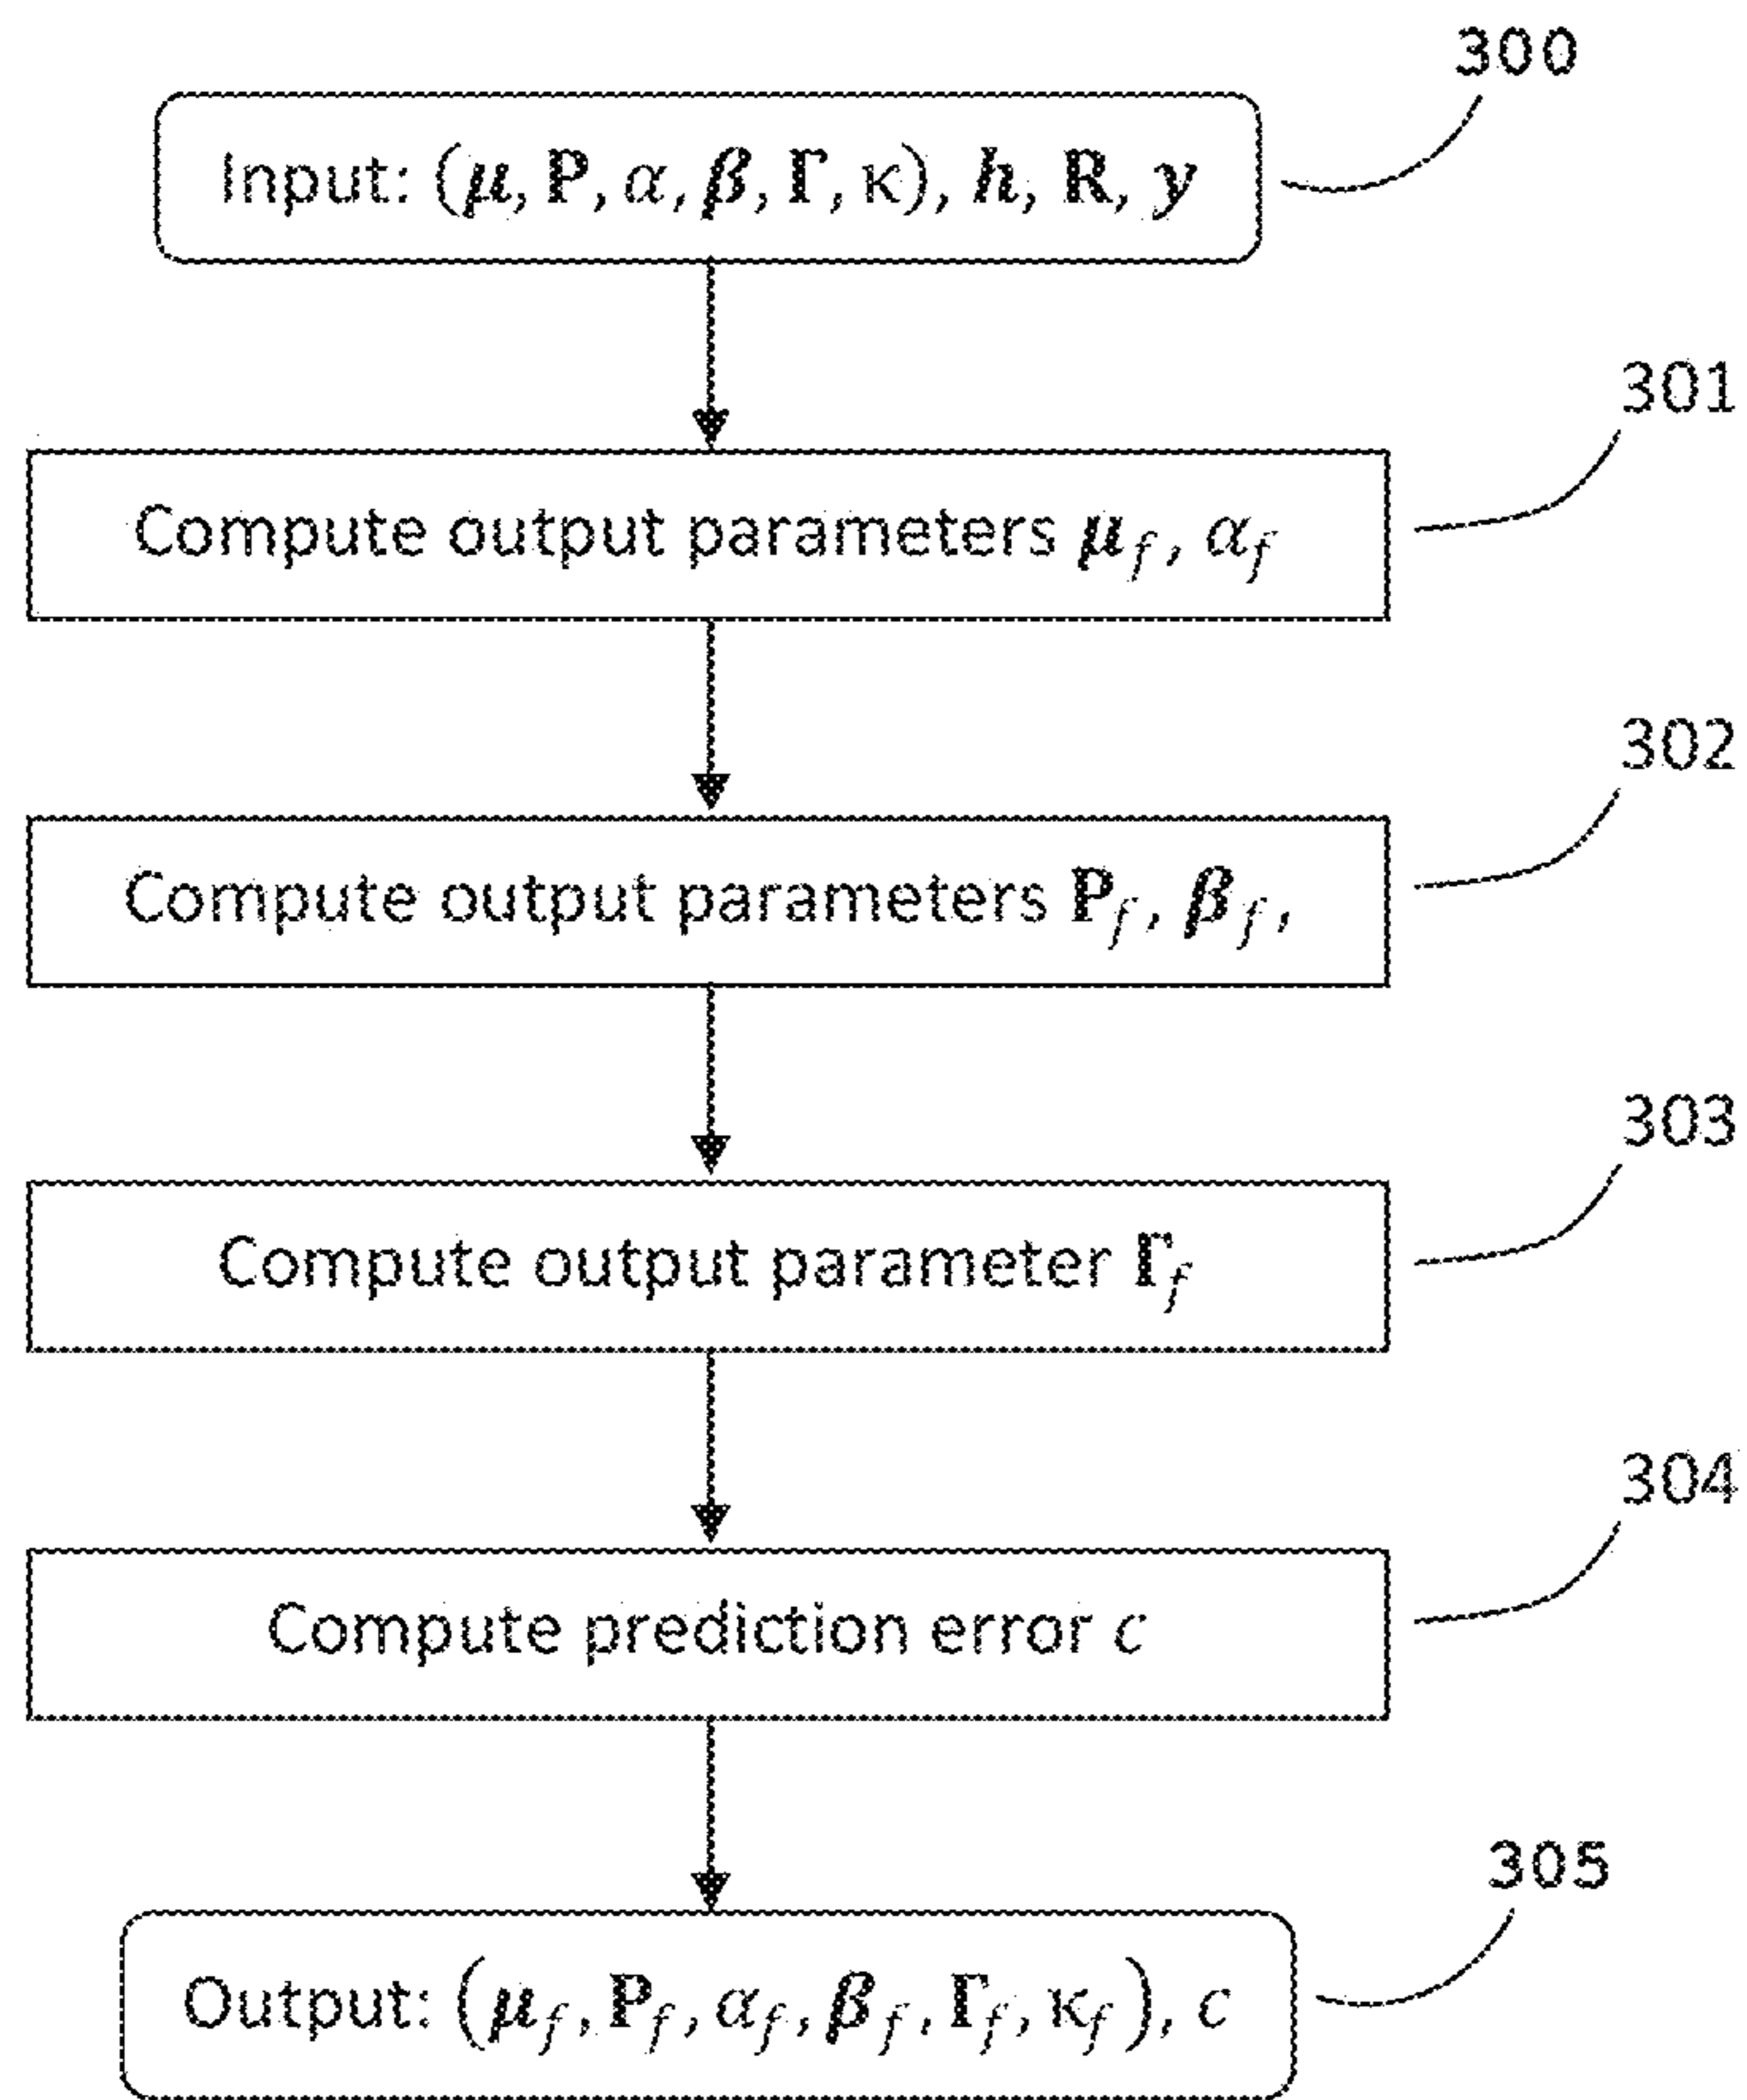 300
Input: (μ, P, α, β, Γ, κ), h, R, y
301
Compute output parameters μ_f, α_f
302
Compute output parameters P_f, β_f,
303
Compute output parameter Γ_f
304
Compute prediction error c
305
Output: (μ_f, P_f, α_f, β_f, Γ_f, κ_f), c